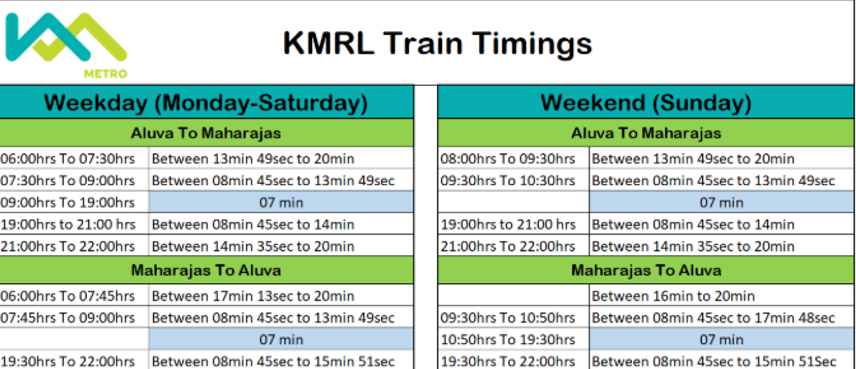 METRO
KMRL Train Timings
Weekday (Monday-Saturday)
Aluva To Maharajas
06:00hrs To 07:30hrs Between 13min 49sec to 20min
07:30hrs To 09:00hrs Between 08min 45sec to 13min 49sec
09:00hrs To 19:00hrs 07 min
19:00hrs to 21:00 hrs Between 08min 45sec to 14min
21:00hrs To 22:00hrs Between 14min 35sec to 20min
Maharajas To Aluva
06:00hrs To 07:45hrs Between 17min 13sec to 20min
07:45hrs To 09:00hrs Between 08min 45sec to 13min 49sec
07 min
19:30hrs To 22:00hrs Between 08min 45sec to 15min 51sec
Weekend (Sunday)
Aluva To Maharajas
08:00hrs To 09:30hrs Between 13min 49sec to 20min
09:30hrs To 10:30hrs Between 08min 45sec to 13min 49sec
07 min
19:00hrs to 21:00 hrs Between 08min 45sec to 14min
21:00hrs To 22:00hrs Between 14min 35sec to 20min
Maharajas To Aluva
Between 16min to 20min
09:30hrs To 10:50hrs Between 08min 45sec to 17min 48sec
10:50hrs To 19:30hrs 07 min
19:30hrs To 22:00hrs Between 08min 45sec to 15min 51Sec